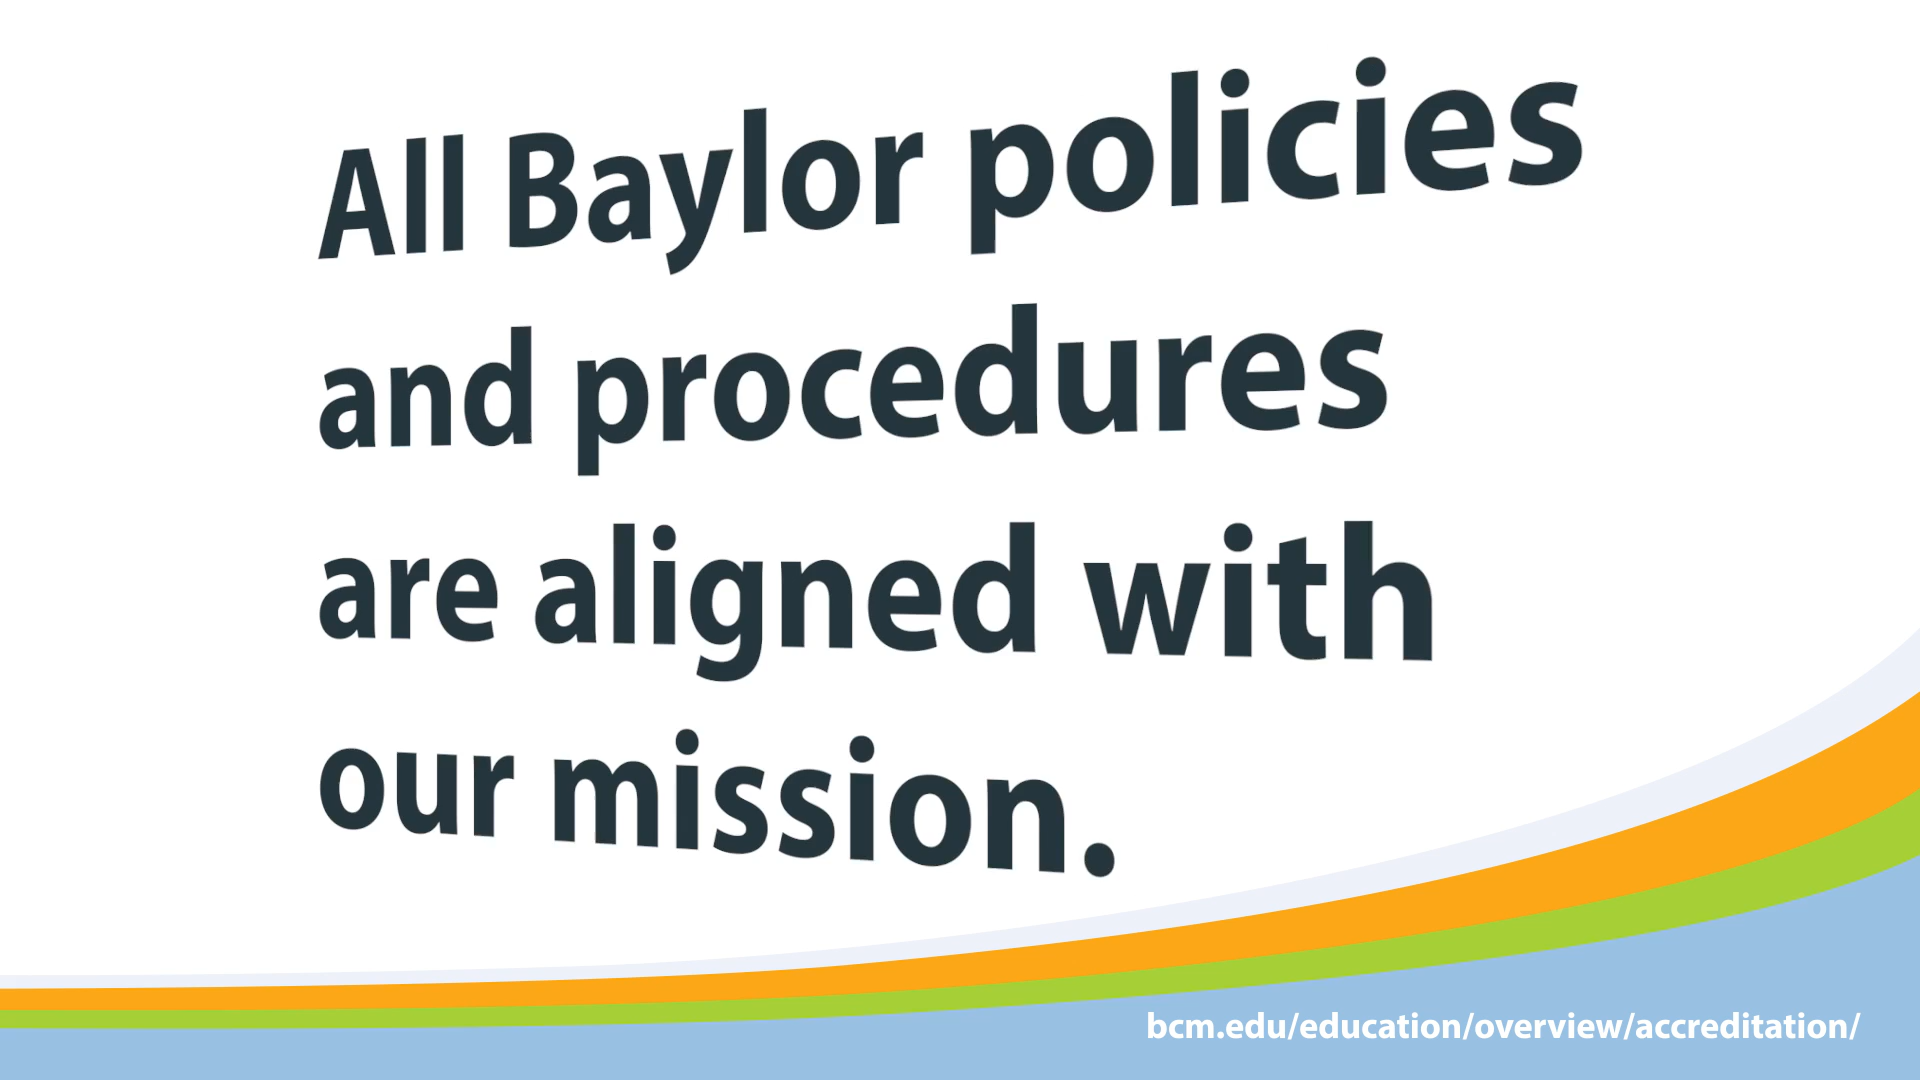 All Baylor policies
and procedures
are aligned with
our mission.
bcm.edu/education/overview/accreditation/